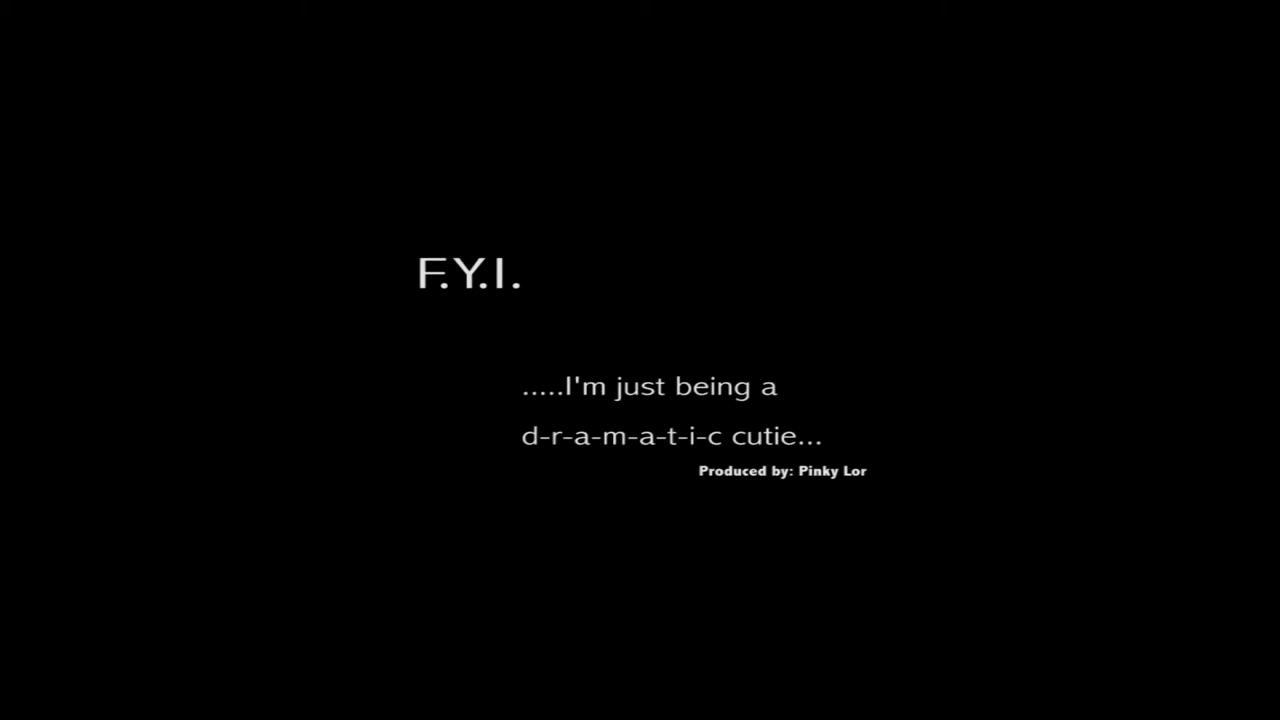 F.Y.I.
.....I'm just being a
d-r-a-m-a-t-i-c cutie...
Produced by: Pinky Lor